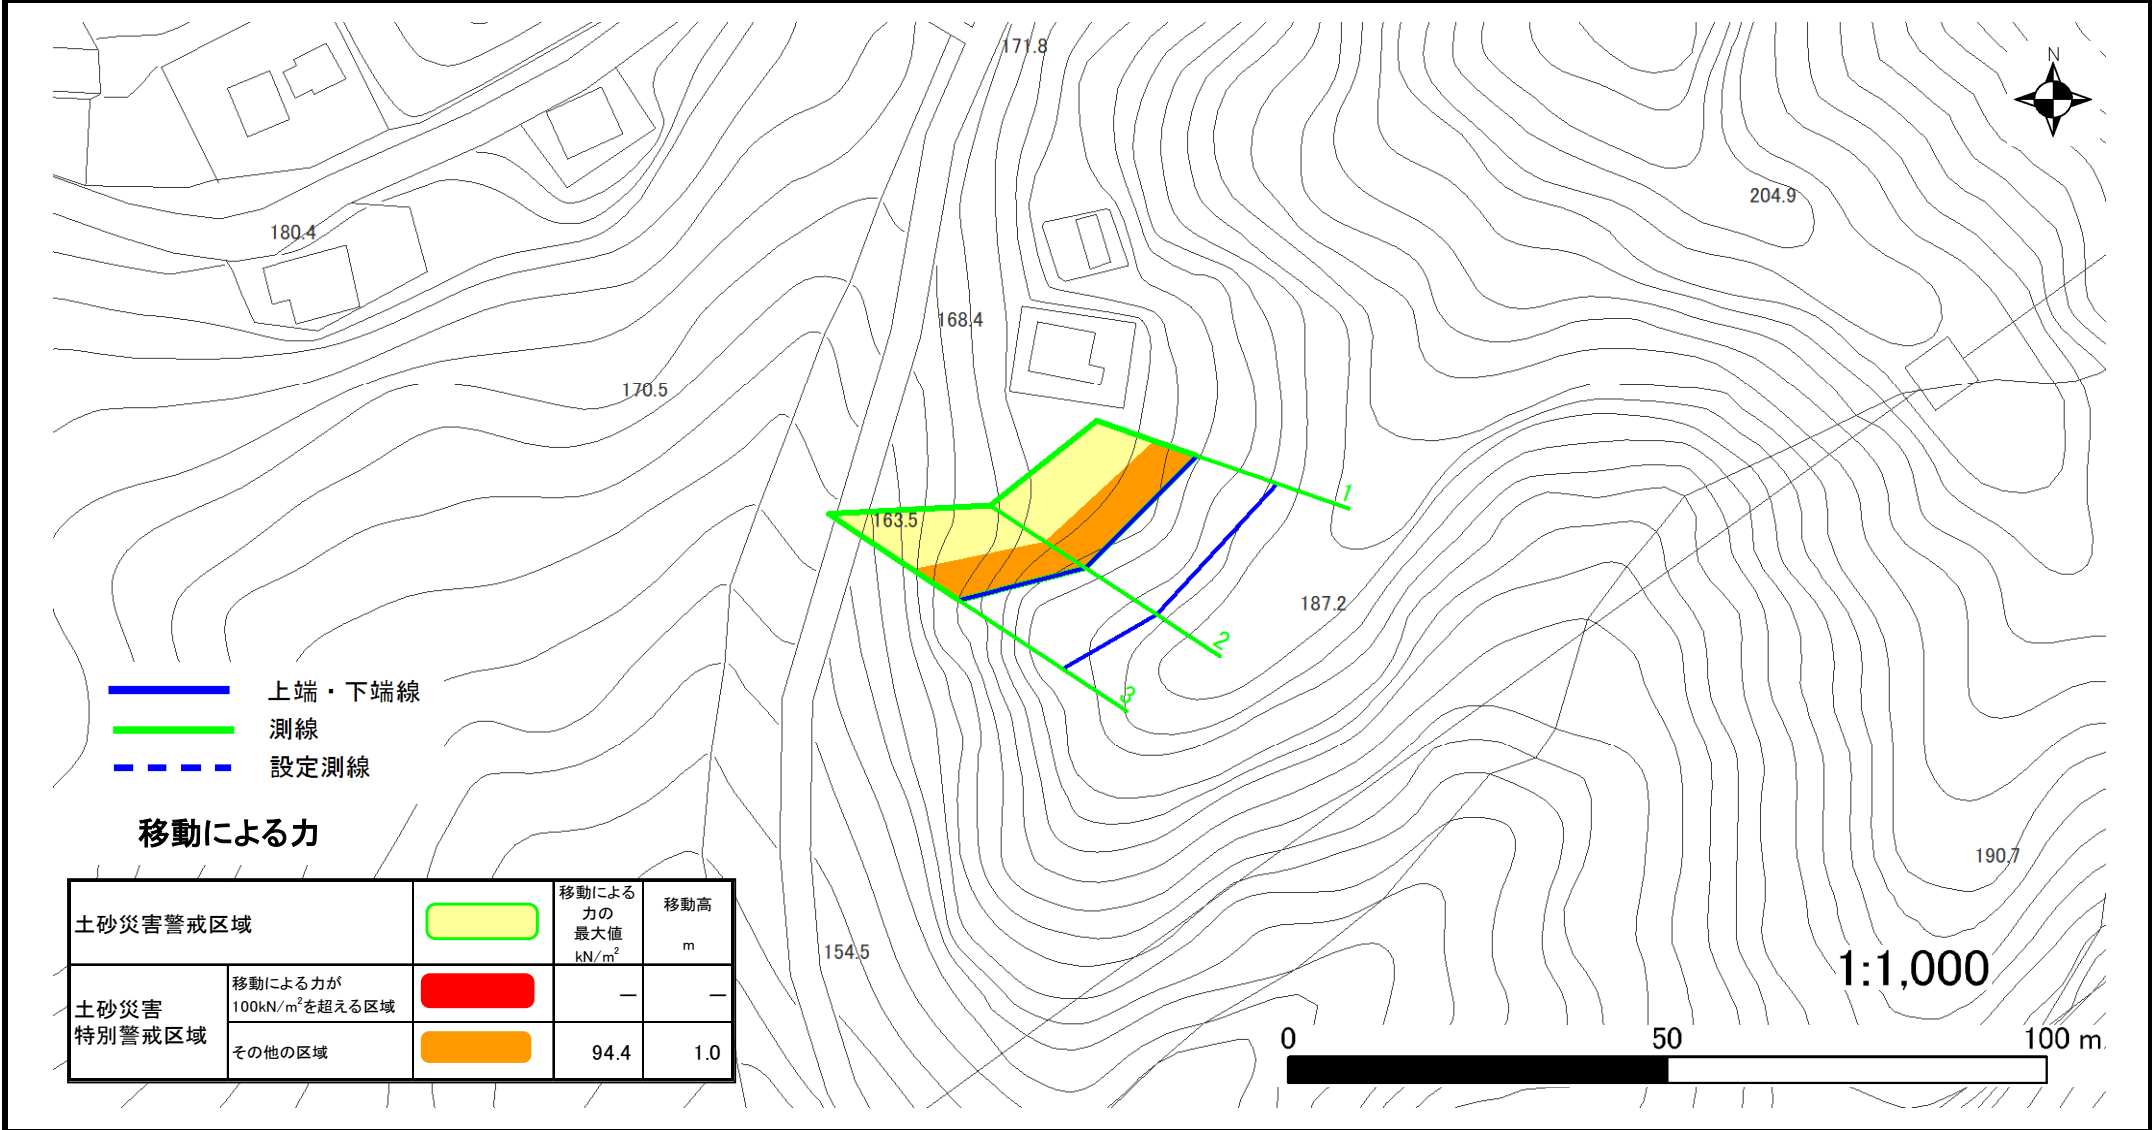 171.8
N
204.9
180.4
168.4
170.5
1
163.5
187.2
2
3
上端・下端線
測線
設定測線
移動による力
190.7
154.5
1:1,000
0 50 100 m
土砂災害警戒区域
移動による
力の
最大値
kN/m²
移動高
m
土砂災害
特別警戒区域
移動による力が
100kN/m²を超える区域
― ―
その他の区域
94.4 1.0